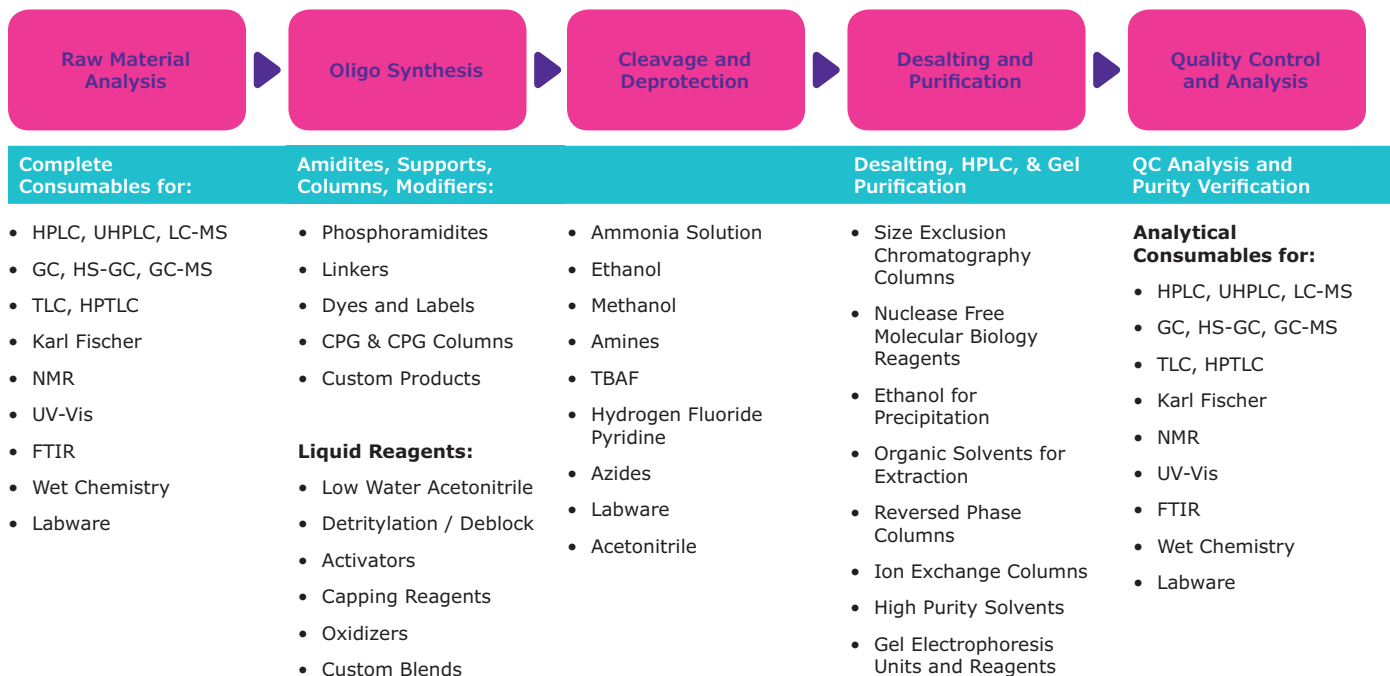 Raw Material
Analysis
Oligo Synthesis
Cleavage and
Deprotection
Desalting and
Purification
Quality Control
and Analysis
Complete
Consumables for:
• HPLC, UHPLC, LC-MS
• GC, HS-GC, GC-MS
• TLC, HPTLC
• Karl Fischer
• NMR
• UV-Vis
• FTIR
• Wet Chemistry
• Labware
Amidites, Supports,
Columns, Modifiers:
• Phosphoramidites
• Linkers
• Dyes and Labels
• CPG & CPG Columns
• Custom Products
Liquid Reagents:
• Low Water Acetonitrile
• Detritylation / Deblock
• Activators
• Capping Reagents
• Oxidizers
• Custom Blends
• Ammonia Solution
• Ethanol
• Methanol
• Amines
• TBAF
• Hydrogen Fluoride
Pyridine
• Azides
• Labware
• Acetonitrile
Desalting, HPLC, & Gel
Purification
• Size Exclusion
Chromatography
Columns
• Nuclease Free
Molecular Biology
Reagents
• Ethanol for
Precipitation
• Organic Solvents for
Extraction
• Reversed Phase
Columns
• Ion Exchange Columns
• High Purity Solvents
• Gel Electrophoresis
Units and Reagents
QC Analysis and
Purity Verification
Analytical
Consumables for:
• HPLC, UHPLC, LC-MS
• GC, HS-GC, GC-MS
• TLC, HPTLC
• Karl Fischer
• NMR
• UV-Vis
• FTIR
• Wet Chemistry
• Labware